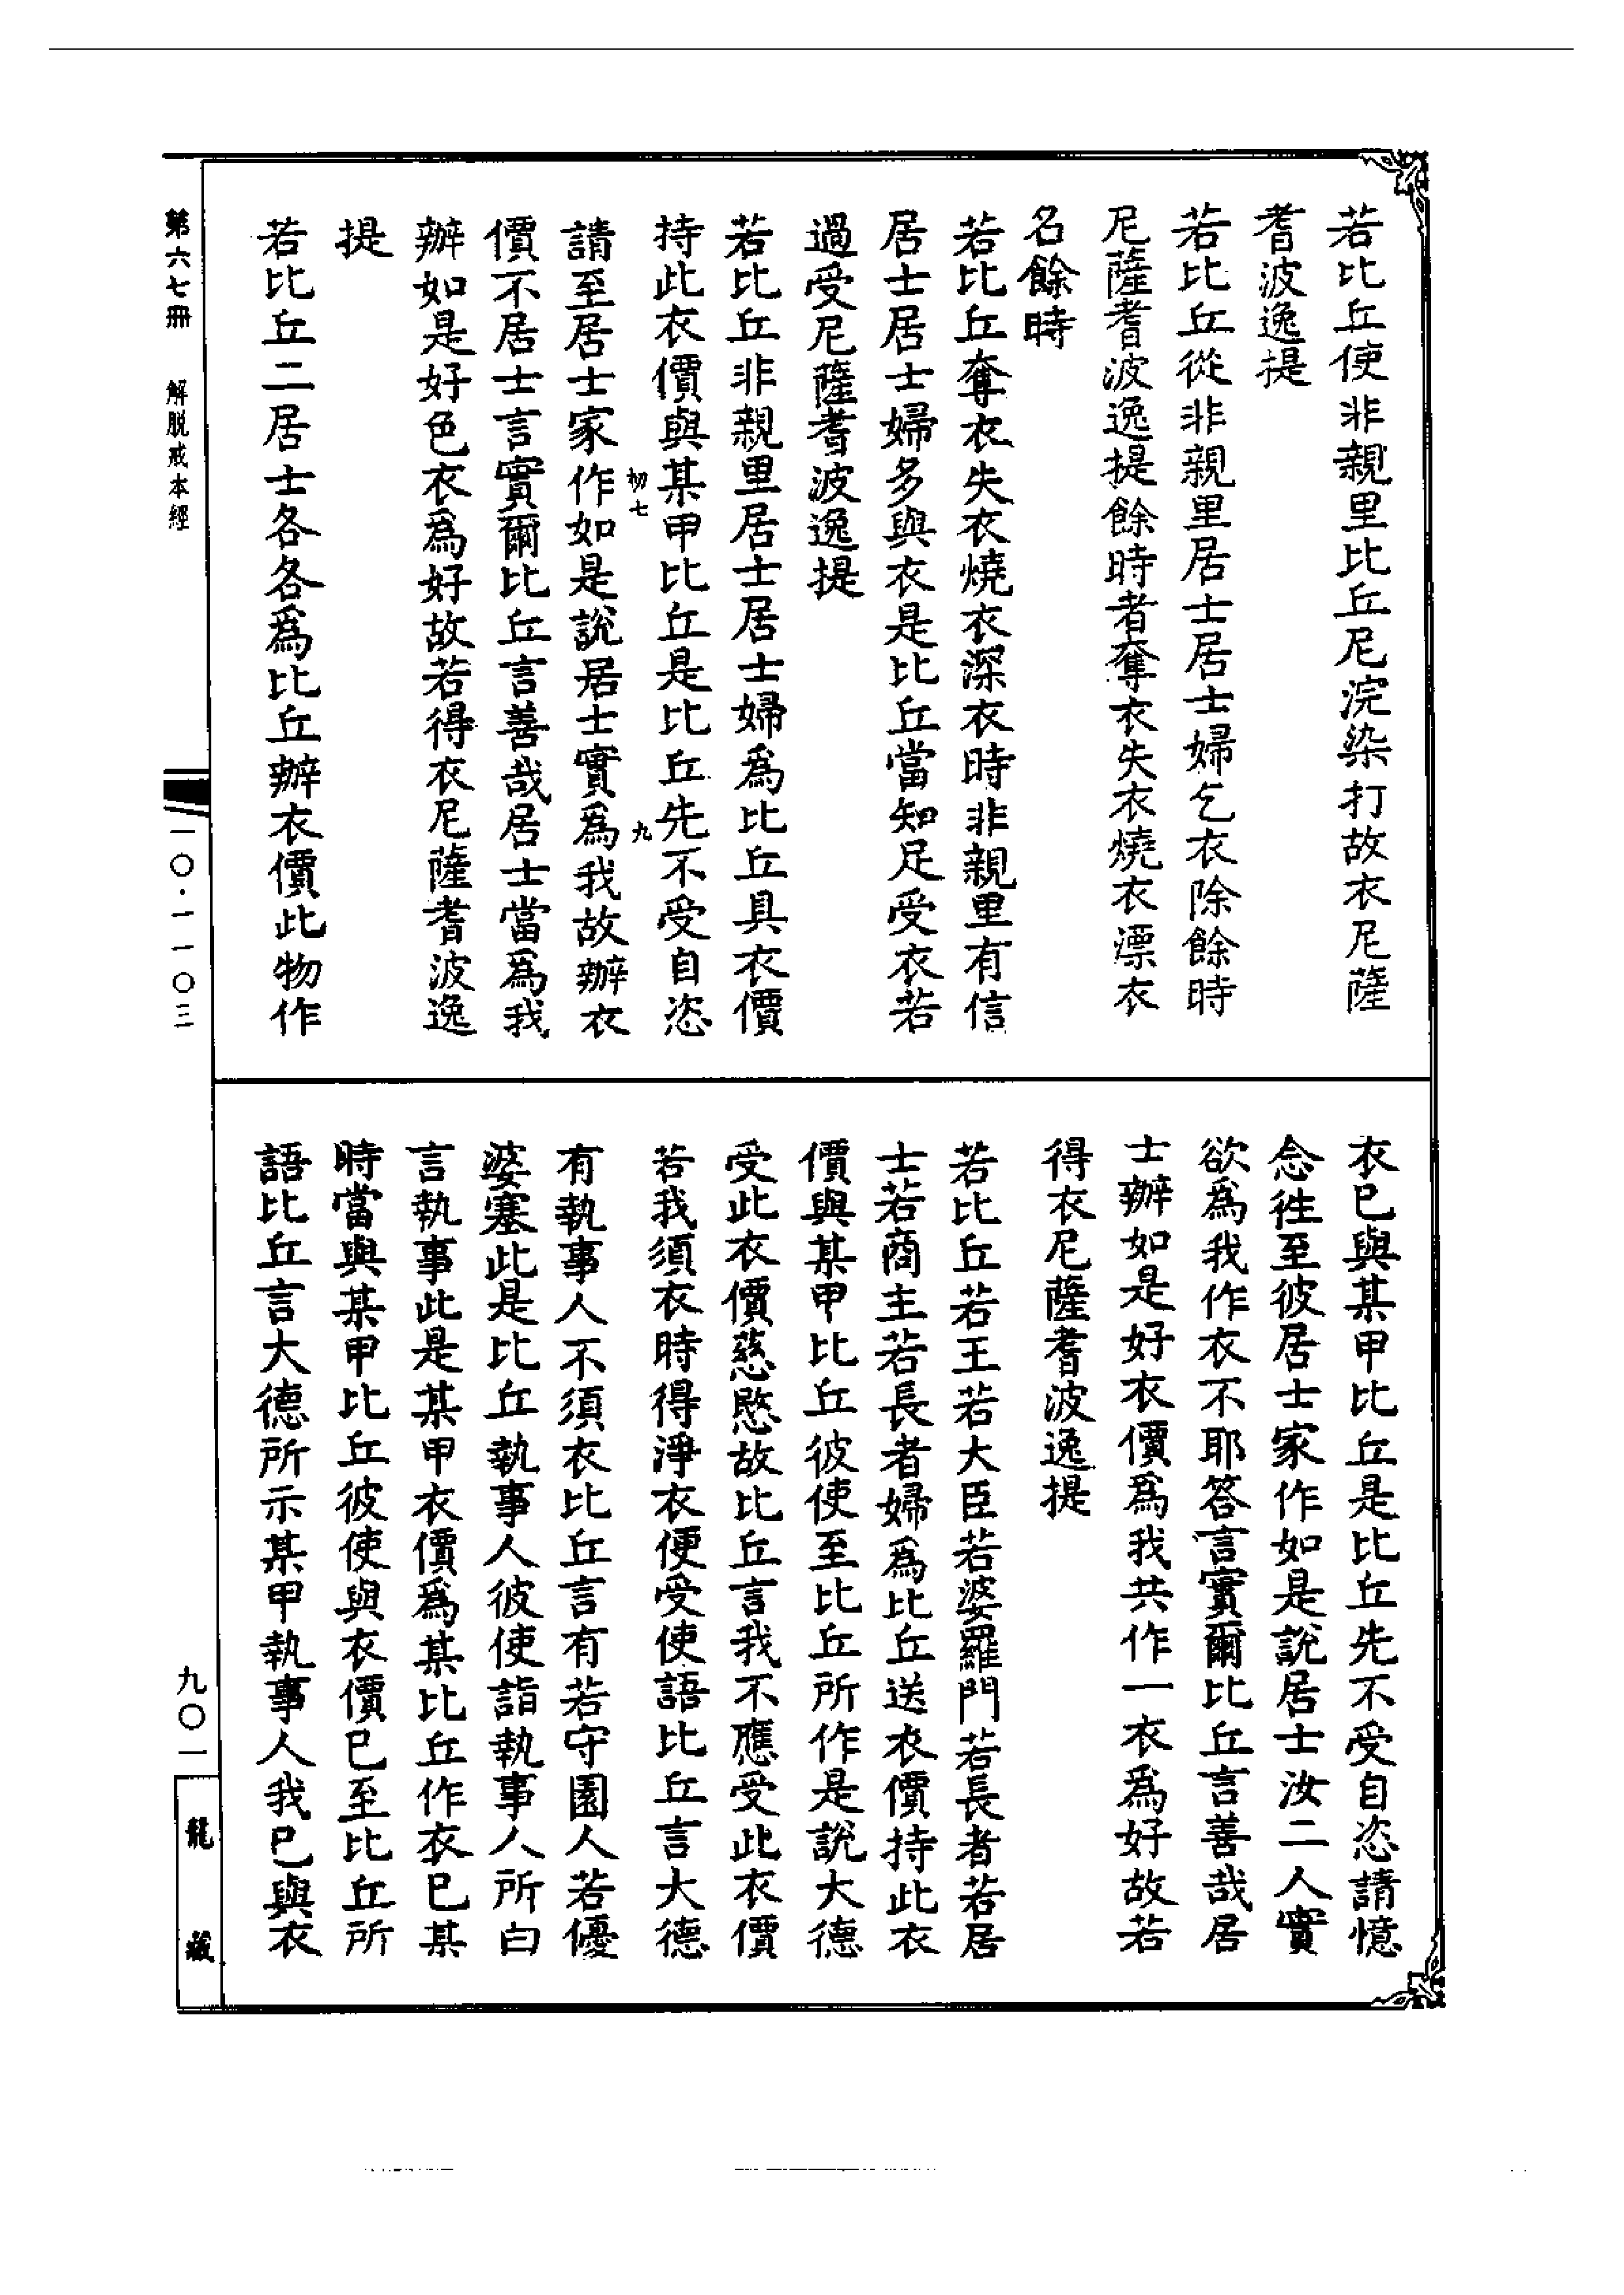 若比丘使非親里比丘尼浣染打故衣尼薩
耆波逸提
若比丘從非親里居士居士婦乞衣除餘時
尼薩耆波逸提餘時者奪衣失衣燒衣漂衣
名餘時
若比丘奪衣失衣燒衣深衣時非親里有信
居士居士婦多與衣是比丘當知足受衣若
過受尼薩耆波逸提
若比丘非親里居士居士婦爲比丘具衣價
持此衣價與某甲比丘是比丘先不受自恣
請至居士家作如是說居士實爲我故辦衣
價不居士言實爾比丘言善哉居士當爲我
辦如是好色衣爲好故若得衣尼薩耆波逸
提
若比丘二居士各各爲比丘辦衣價此物作
衣已與某甲比丘是比丘先不受自恣請憶
念往至彼居士家作如是說居士汝二人實
欲爲我作衣不耶答言實爾比丘言善哉居
士辦如是好衣價爲我共作一衣爲好故若
得衣尼薩耆波逸提
若比丘若王若大臣若婆羅門若長者若居
士若商主若長者婦爲比丘送衣價持此衣
價與某甲比丘彼使至比丘所作是說大德
受此衣價慈愍故比丘言我不應受此衣價
若我須衣時得淨衣便受使語比丘言大德
有執事人不須衣比丘言有若守園人若優
婆塞此是比丘執事人彼使詣執事人所白
言執事此是某甲衣價爲某比丘作衣已某
時當與某甲比丘彼使與衣價已至比丘所
語比丘言大德所示某甲執事人我已與衣
第六七冊 解脱戒本經
一〇·一一〇三
九〇一
龍藏
九